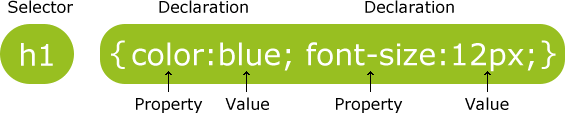 Selector Declaration Declaration
h1 {color:blue; font-size:12px;}
Property Value Property Value